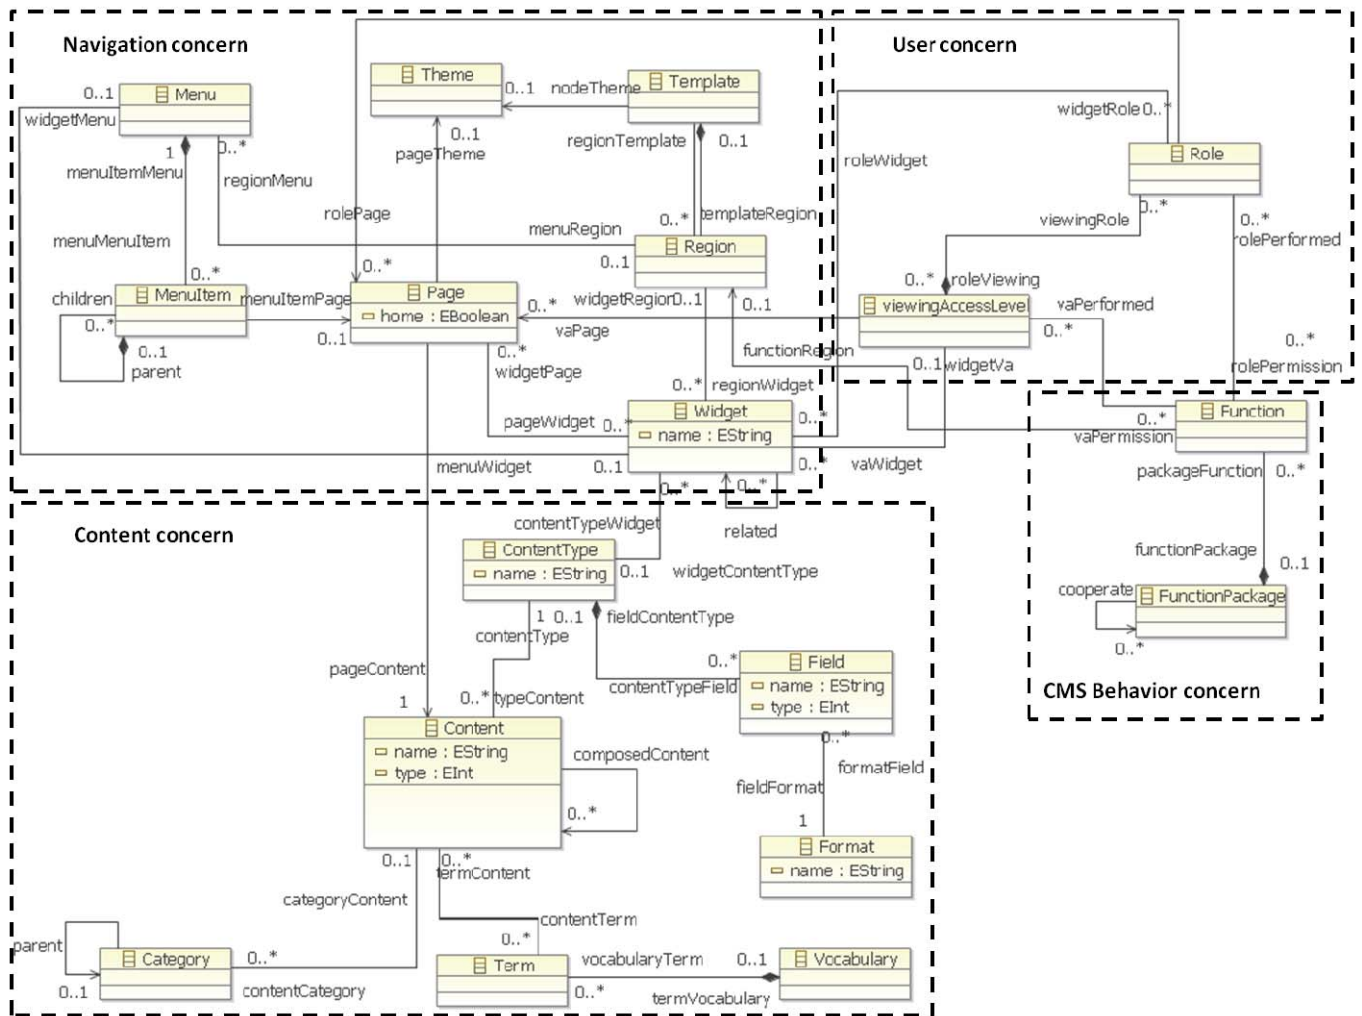 Navigation concern
User concern
Theme
Template
0..1
nodeTheme
Menu
0..1
widgetMenu
widgetRole 0..*
0..1
pageTheme
regionTemplate
0..1
1
0..*
menuItemMenu
regionMenu
roleWidget
Role
rolePage
0..*
templateRegion
0..*
viewingRole
0..*
rolePerformed
menuMenuItem
menuRegion
Region
0..1
0..*
0..*
0..*
roleViewing
children
MenuItem
menuItemPage
Page
home : EBoolean
widgetRegion
0..1
0..1
0..*
vaPage
viewingAccessLevel
vaPerformed
0..*
0..*
0..1
parent
0..1
0..*
widgetPage
functionRegion
0..1
widgetVa
0..*
rolePermission
0..*
regionWidget
Widget
name : EString
pageWidget
0..*
0..*
Function
0..*
vaPermission
menuWidget
0..1
0..*
vaWidget
packageFunction
0..*
0..*
0..*
related
Content concern
contentTypeWidget
ContentType
name : EString
0..1
widgetContentType
functionPackage
0..1
cooperate
FunctionPackage
0..*
1
0..1
fieldContentType
contentType
pageContent
1
0..*
typeContent
0..*
contentTypeField
Field
name : EString
type : EInt
CMS Behavior concern
Content
name : EString
type : EInt
composedContent
0..*
0..*
formatField
fieldFormat
1
Format
name : EString
0..1
0..*
termContent
categoryContent
contentTerm
0..*
parent
0..1
Category
0..*
contentCategory
Term
vocabularyTerm
0..1
0..*
termVocabulary
Vocabulary